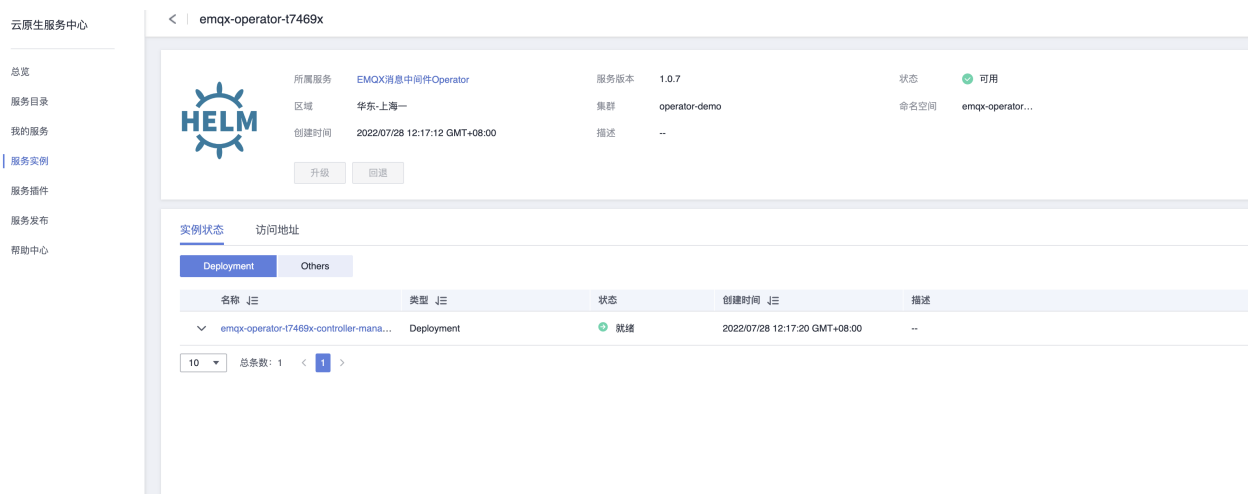 云原生服务中心
总览
服务目录
我的服务
服务实例
服务插件
服务发布
帮助中心
emqx-operator-t7469x
HELM
所属服务 EMQX消息中间件Operator 服务版本 1.0.7 状态 可用
区域 华东-上海一 集群 operator-demo 命名空间 emqx-operator...
创建时间 2022/07/28 12:17:12 GMT+08:00 描述 --
升级 回退
实例状态 访问地址
Deployment Others
名称 类型 状态 创建时间 描述
emqx-operator-t7469x-controller-mana... Deployment 就绪 2022/07/28 12:17:20 GMT+08:00 --
10 总条数: 1 < 1 >